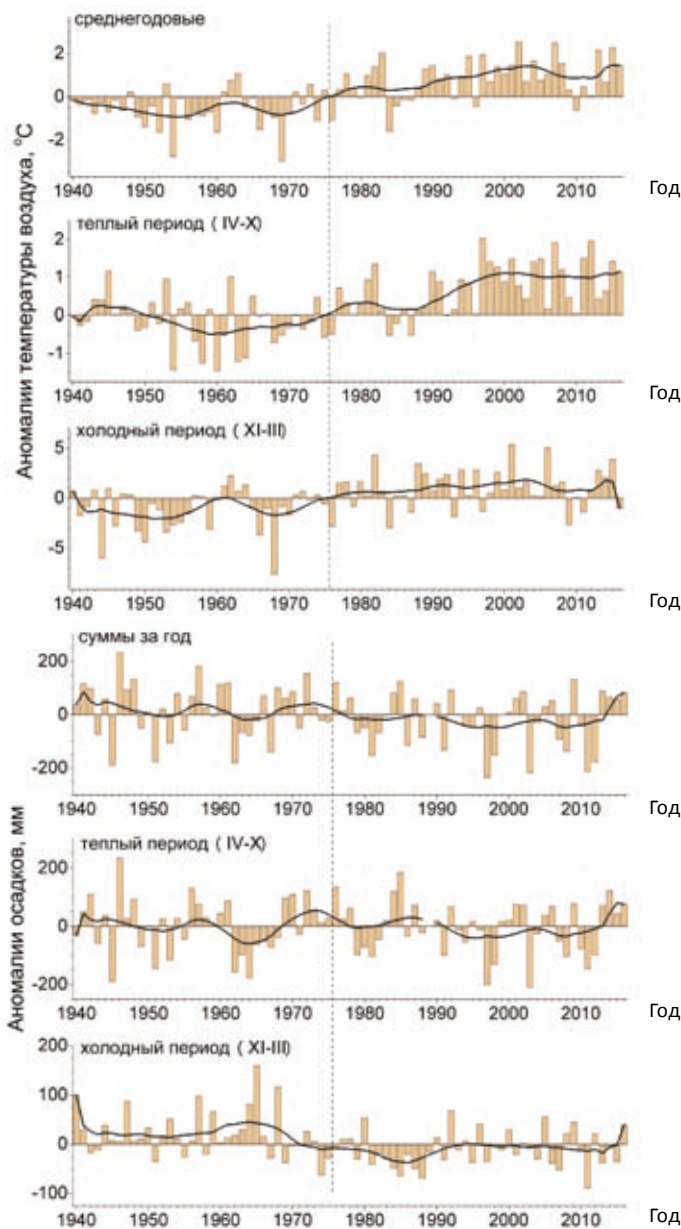 среднегодовые
Аномалии температуры воздуха, °С
2
0
-2
1940 1950 1960 1970 1980 1990 2000 2010
Год
теплый период ( IV-X)
2
1
0
-1
1940 1950 1960 1970 1980 1990 2000 2010
Год
холодный период ( XI-III)
5
0
-5
1940 1950 1960 1970 1980 1990 2000 2010
Год
суммы за год
Аномалии осадков, мм
200
0
-200
1940 1950 1960 1970 1980 1990 2000 2010
Год
теплый период ( IV-X)
200
0
-200
1940 1950 1960 1970 1980 1990 2000 2010
Год
холодный период ( XI-III)
200
100
0
-100
1940 1950 1960 1970 1980 1990 2000 2010
Год